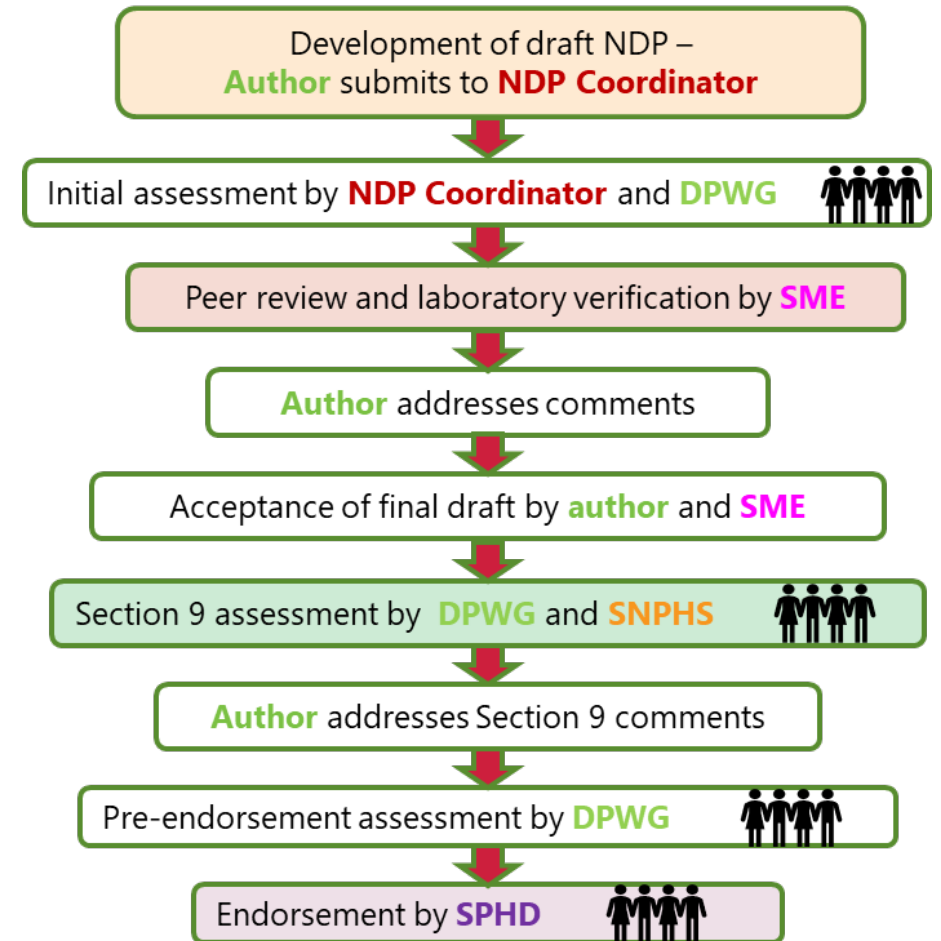 Development of draft NDP –
Author submits to NDP Coordinator
Initial assessment by NDP Coordinator and DPWG
Peer review and laboratory verification by SME
Author addresses comments
Acceptance of final draft by author and SME
Section 9 assessment by DPWG and SNPHS
Author addresses Section 9 comments
Pre-endorsement assessment by DPWG
Endorsement by SPHD